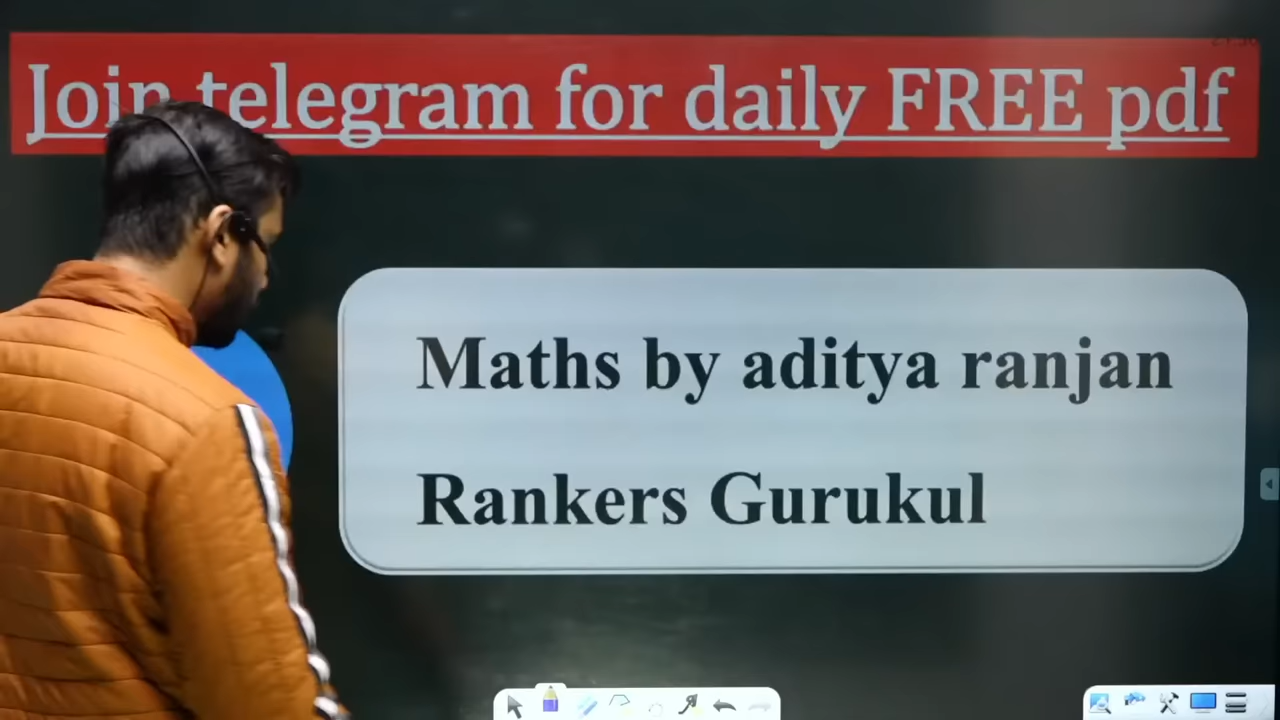 Join telegram for daily FREE pdf
Maths by aditya ranjan
Rankers Gurukul